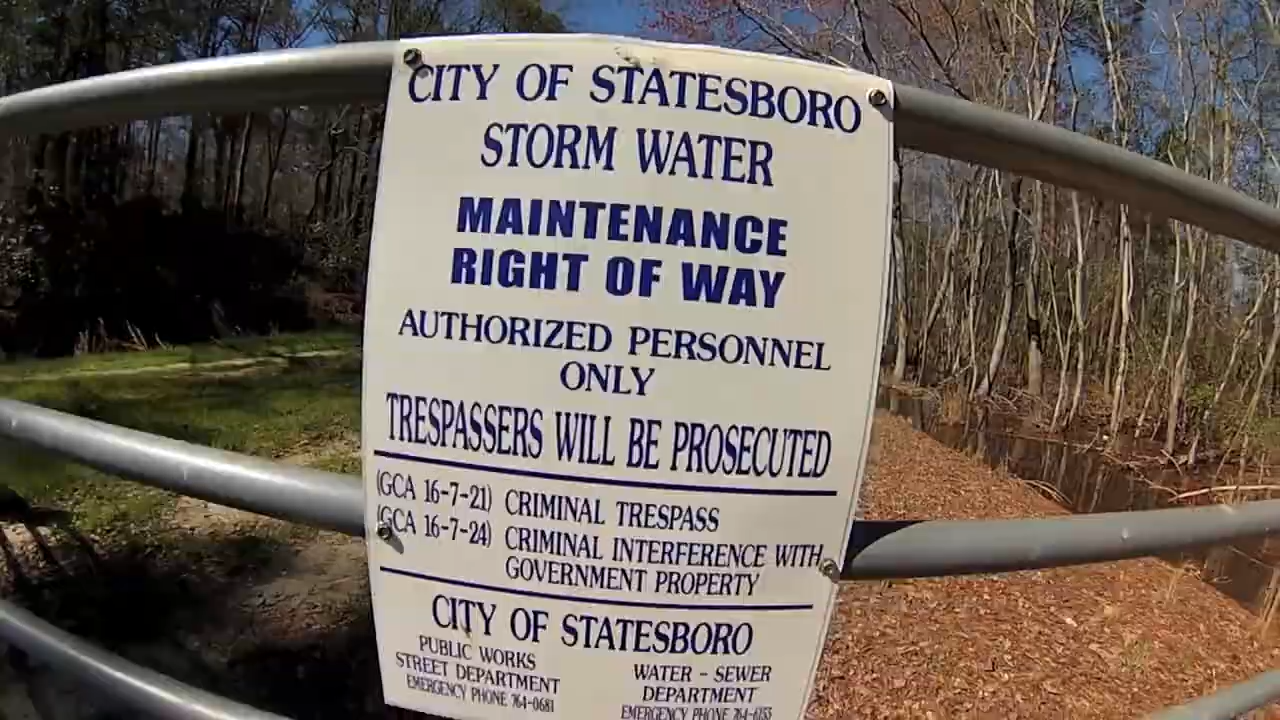 CITY OF STATESBORO
STORM WATER
MAINTENANCE
RIGHT OF WAY
AUTHORIZED PERSONNEL
ONLY
TRESPASSERS WILL BE PROSECUTED
(GCA 16-7-21) CRIMINAL TRESPASS
(GCA 16-7-24) CRIMINAL INTERFERENCE WITH
GOVERNMENT PROPERTY
CITY OF STATESBORO
PUBLIC WORKS
STREET DEPARTMENT
EMERGENCY PHONE 764-0681
WATER - SEWER
DEPARTMENT
EMERGENCY PHONE